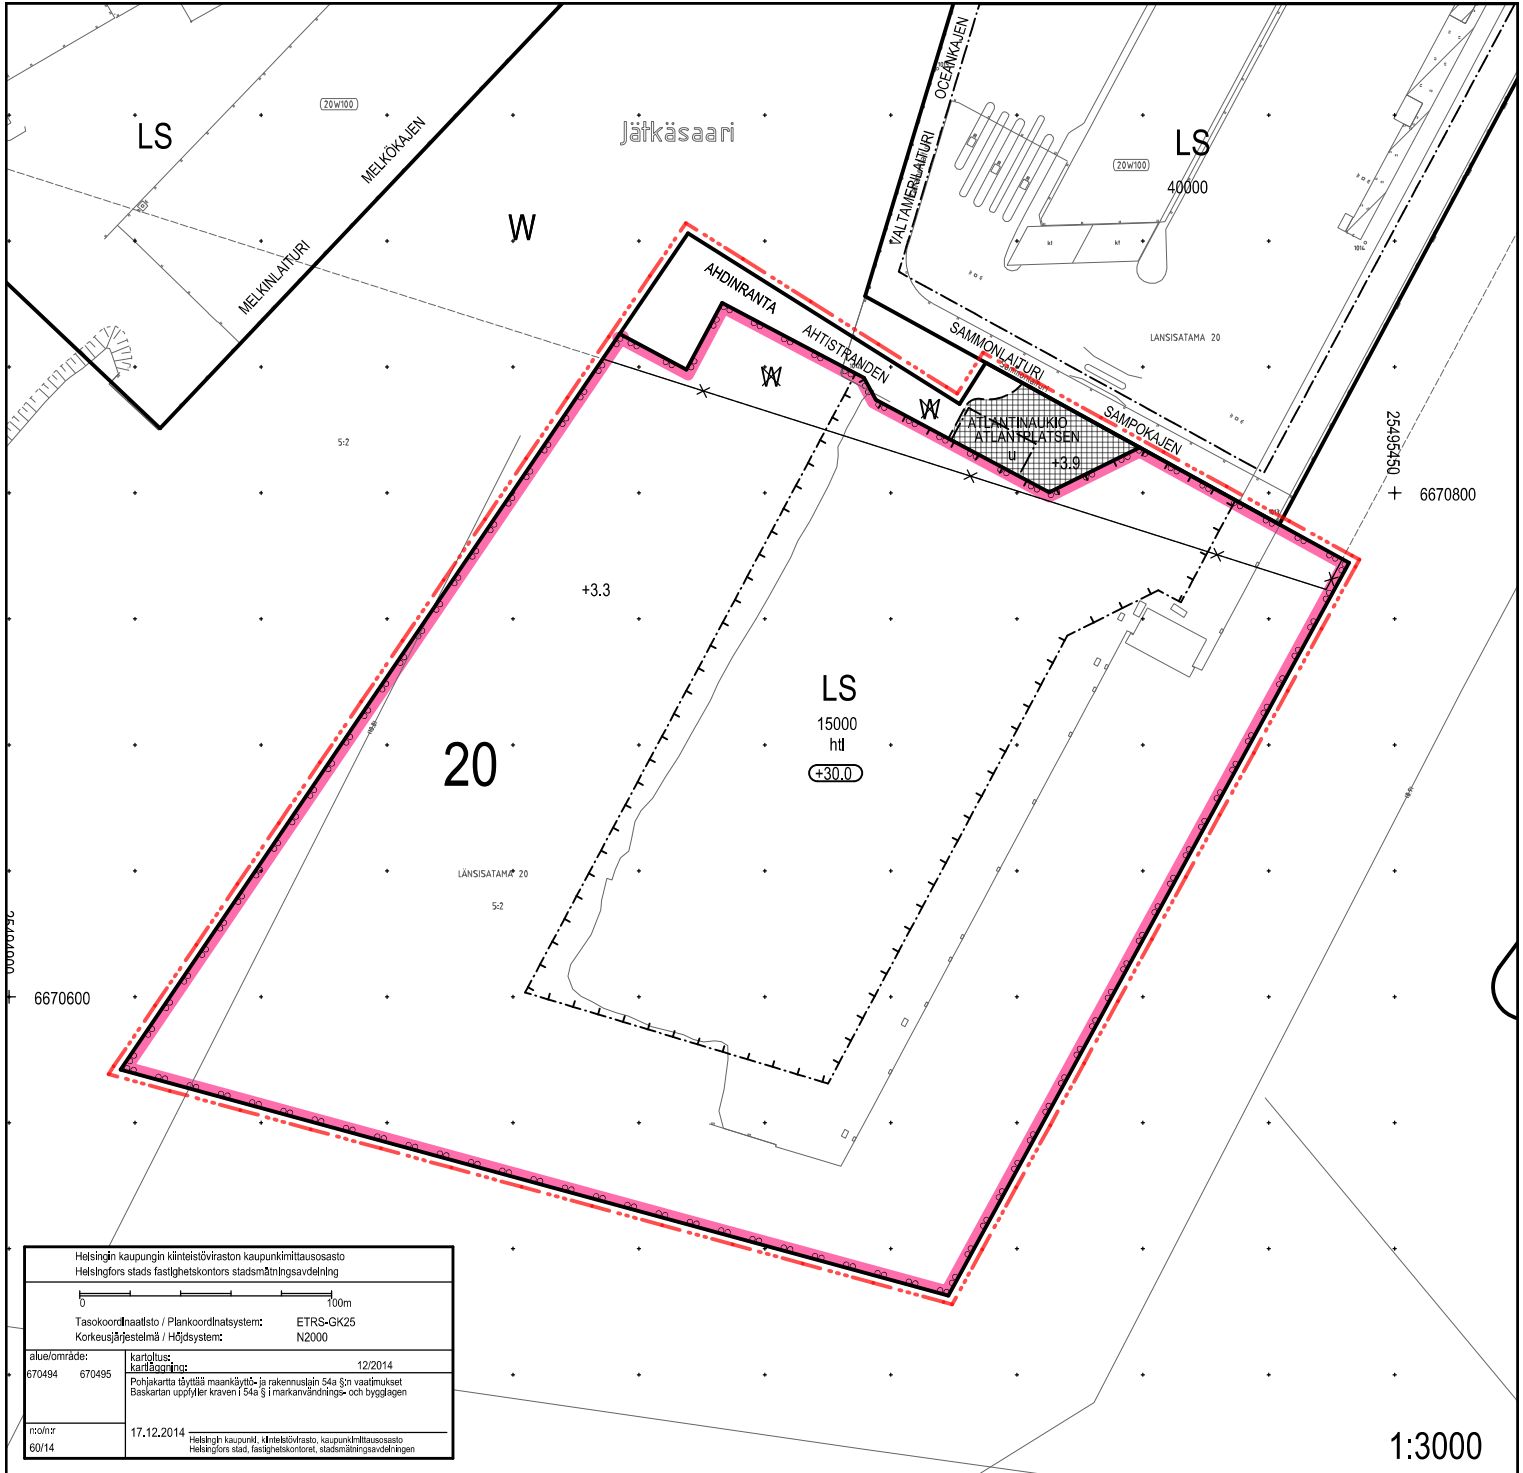 20W100
LS
MELKÖKAJEN
MELKINLAITURI
Jätkäsaari
W
OCEANKAJEN
VALTAMERILAITURI
20W100
LS
40000
LÄNSISATAMA 20
AHDINRANTA
AHTISTRANDEN
SAMMONLAITURI
SAMPOKAJEN
W
W
ATLANTINAUKIO
ATLANTPLATSEN
u
+3.9
25495450
6670800
5:2
+3.3
LS
15000
htl
+30.0
20
LÄNSISATAMA 20
5:2
6670600
Helsingin kaupungin kiinteistöviraston kaupunkimittausosasto
Helsingfors stads fastighetskontors stadsmätningsavdelning
0 100m
Tasokoordinaatisto / Plankoordinatsystem: ETRS-GK25
Korkeusjärjestelmä / Höjdsystem: N2000
alue/område:
670494 670495
kartoitus:
kartläggning: 12/2014
Pohjakartta täyttää maankäyttö- ja rakennuslain 54a §:n vaatimukset
Baskartan uppfyller kraven i 54a § i markanvändnings- och bygglagen
n:o/n:r
60/14
17.12.2014
Helsingin kaupunki, kiinteistövirasto, kaupunkimittausosasto
Helsingfors stad, fastighetskontoret, stadsmätningsavdelningen
1:3000